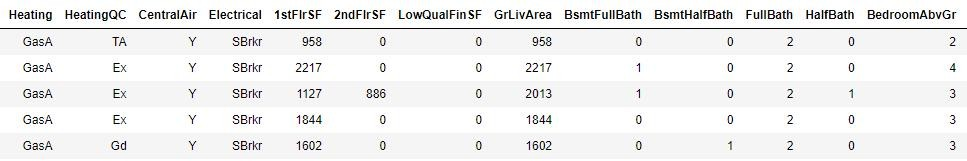 Heating HeatingQC CentralAir Electrical 1stFlrSF 2ndFlrSF LowQualFinSF GrLivArea BsmtFullBath BsmtHalfBath FullBath HalfBath BedroomAbvGr
GasA TA Y SBrkr 958 0 0 958 0 0 2 0 2
GasA Ex Y SBrkr 2217 0 0 2217 1 0 2 0 4
GasA Ex Y SBrkr 1127 886 0 2013 1 0 2 1 3
GasA Ex Y SBrkr 1844 0 0 1844 0 0 2 0 3
GasA Gd Y SBrkr 1602 0 0 1602 0 1 2 0 3